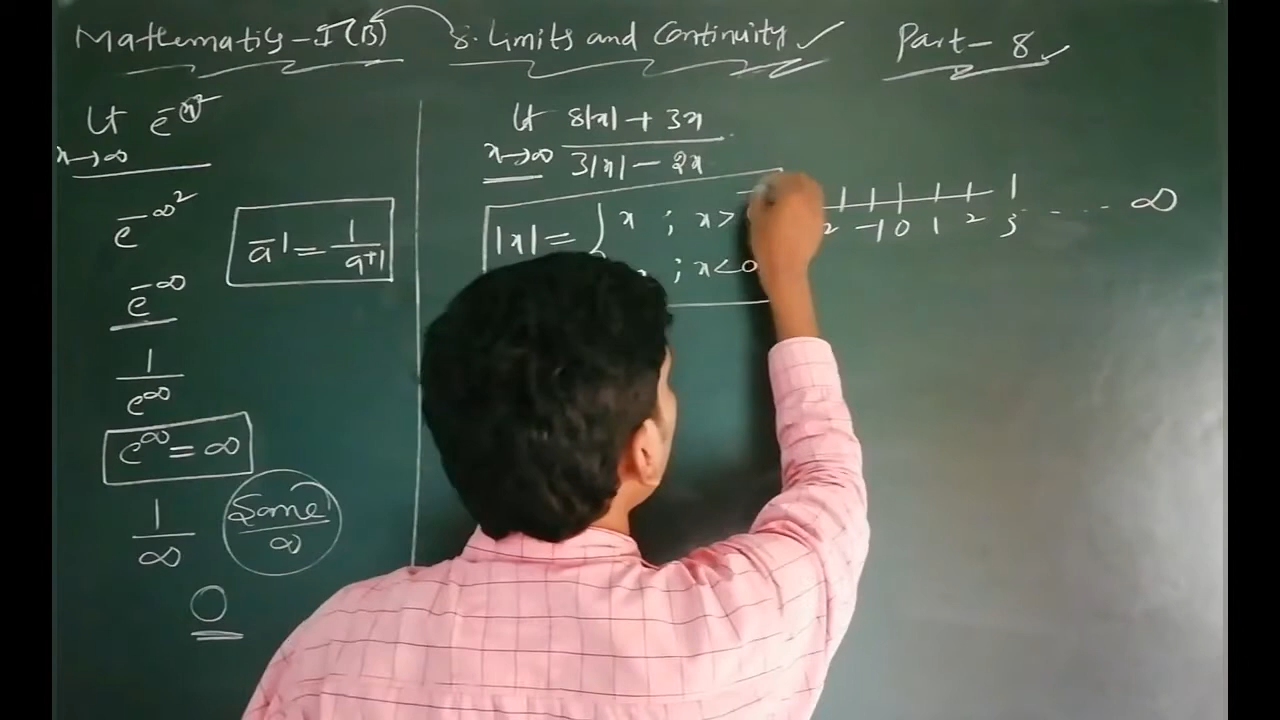 Mathematics-I(B) 8. Limits and Continuity ✓ Part-8 ✓
Lt e^-(x)²
x→∞
e^-∞²
e^-∞
1
e^∞
e^∞ = ∞
1
∞
0
a^-1 = 1/a^+1
Some
∞
Lt 8|x| + 3x
x→∞ 3|x| - 2x
|x| = { x ; x>
x ; x<0
2 -1 0 1 2 3 ..... ∞